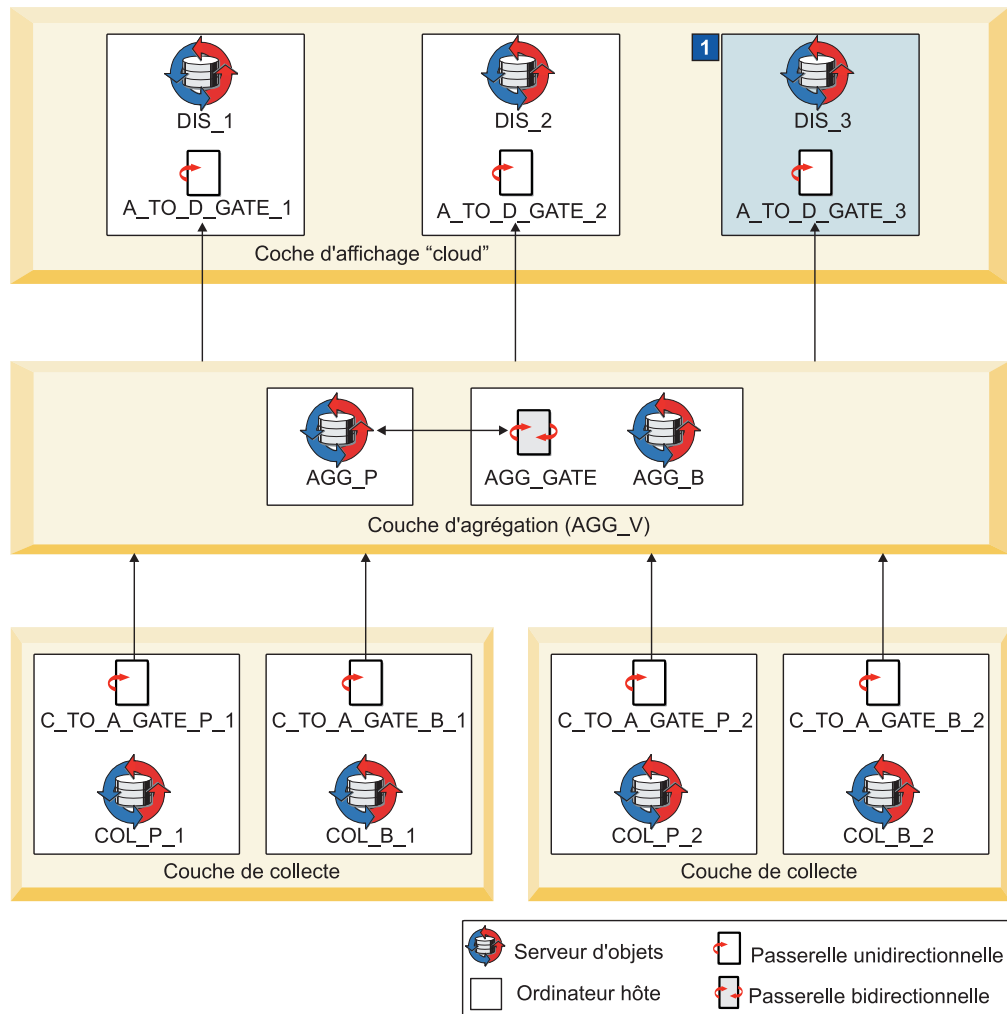 1
DIS_1
DIS_2
DIS_3
A_TO_D_GATE_1
A_TO_D_GATE_2
A_TO_D_GATE_3
Coche d'affichage “cloud”
AGG_P
AGG_GATE
AGG_B
Couche d'agrégation (AGG_V)
C_TO_A_GATE_P_1
C_TO_A_GATE_B_1
C_TO_A_GATE_P_2
C_TO_A_GATE_B_2
COL_P_1
COL_B_1
COL_P_2
COL_B_2
Couche de collecte
Couche de collecte
Serveur d'objets
Passerelle unidirectionnelle
Ordinateur hôte
Passerelle bidirectionnelle